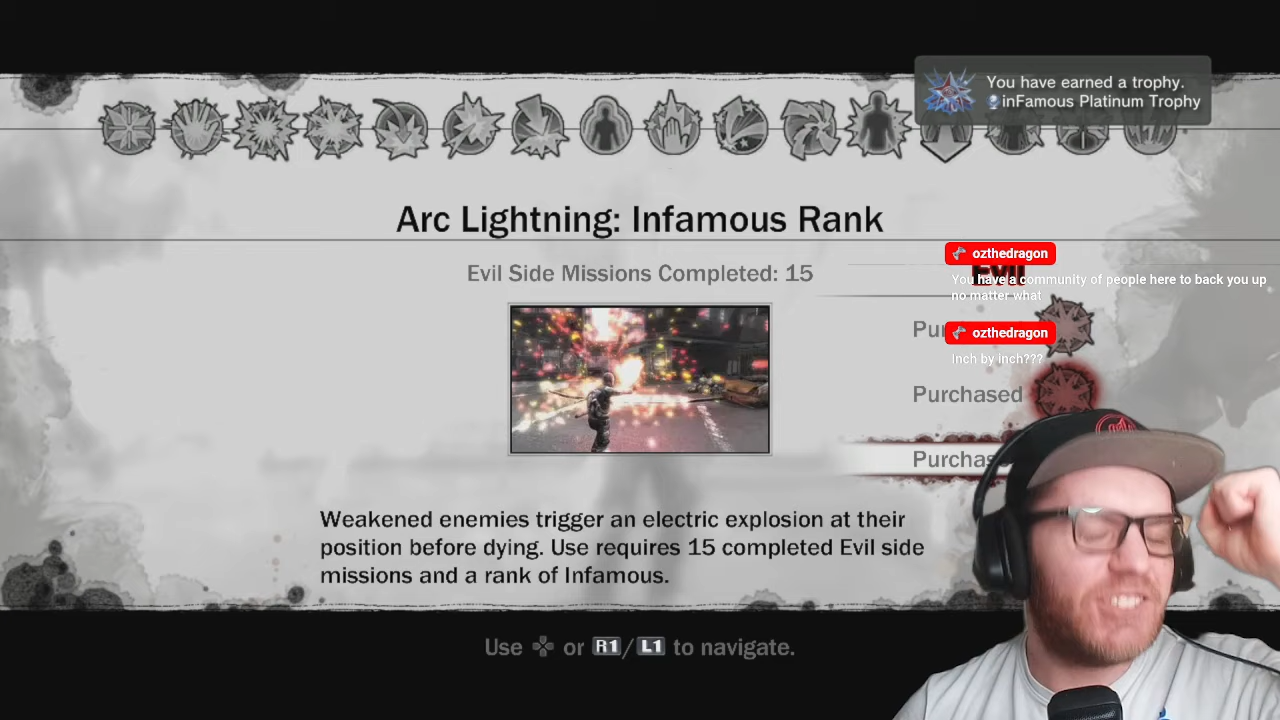 You have earned a trophy.
inFamous Platinum Trophy
Arc Lightning: Infamous Rank
Evil Side Missions Completed: 15
ozthedragon
Evil
You have a community of people here to back you up
no matter what
ozthedragon
Inch by inch???
Purchased
Weakened enemies trigger an electric explosion at their
position before dying. Use requires 15 completed Evil side
missions and a rank of Infamous.
Use or R1/L1 to navigate.